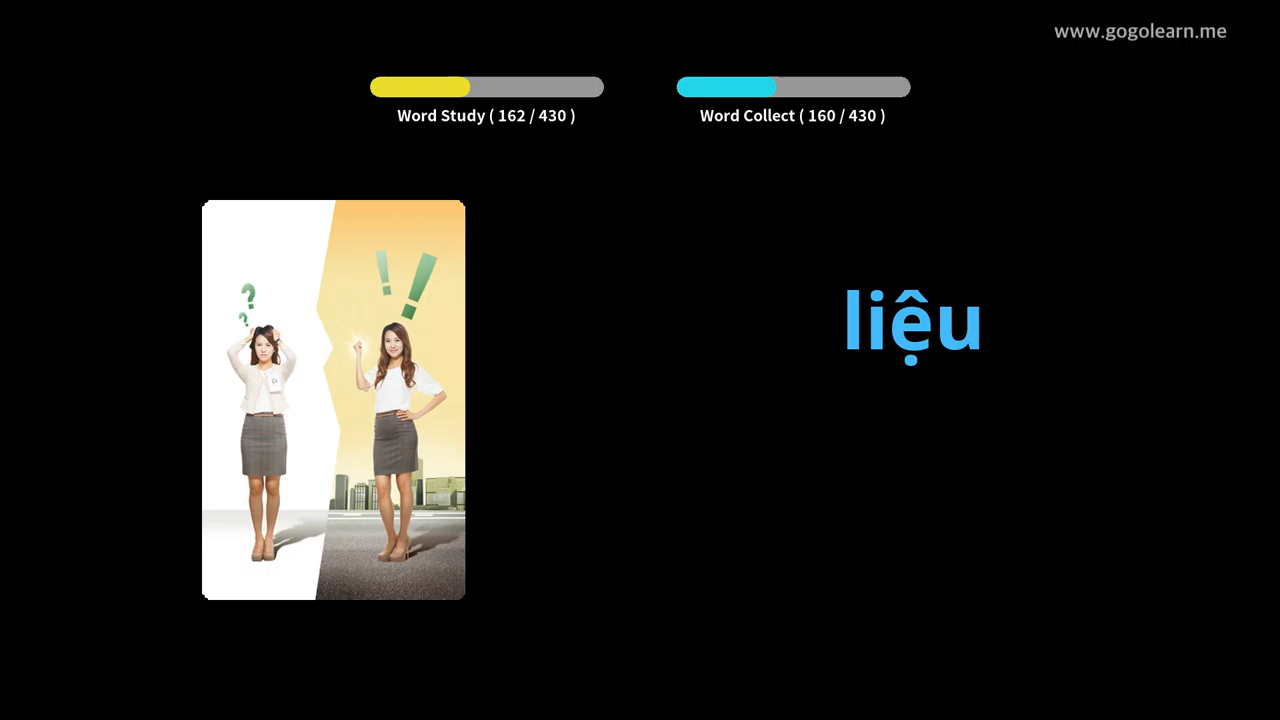 www.gogolearn.me
Word Study ( 162 / 430 )
Word Collect ( 160 / 430 )
? ?
! !
liệu